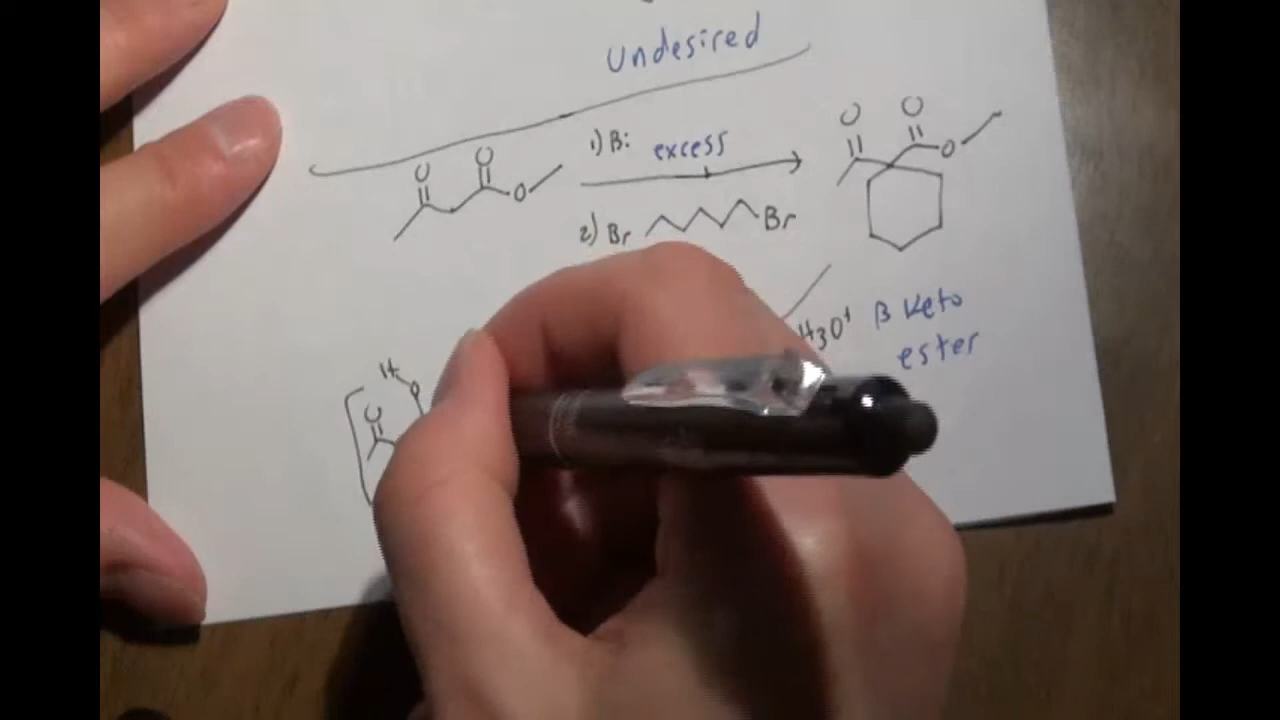 undesired
O O O
1) B: excess
O O O
2) Br Br
H3O+ β Keto
ester
H O
O